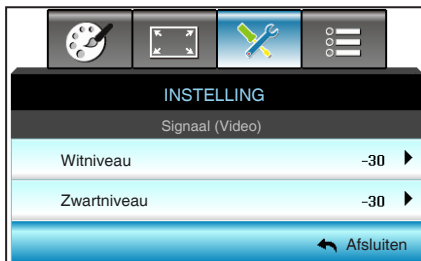 INSTELLING
Signaal (Video)
Witniveau -30
Zwartniveau -30
Afsluiten